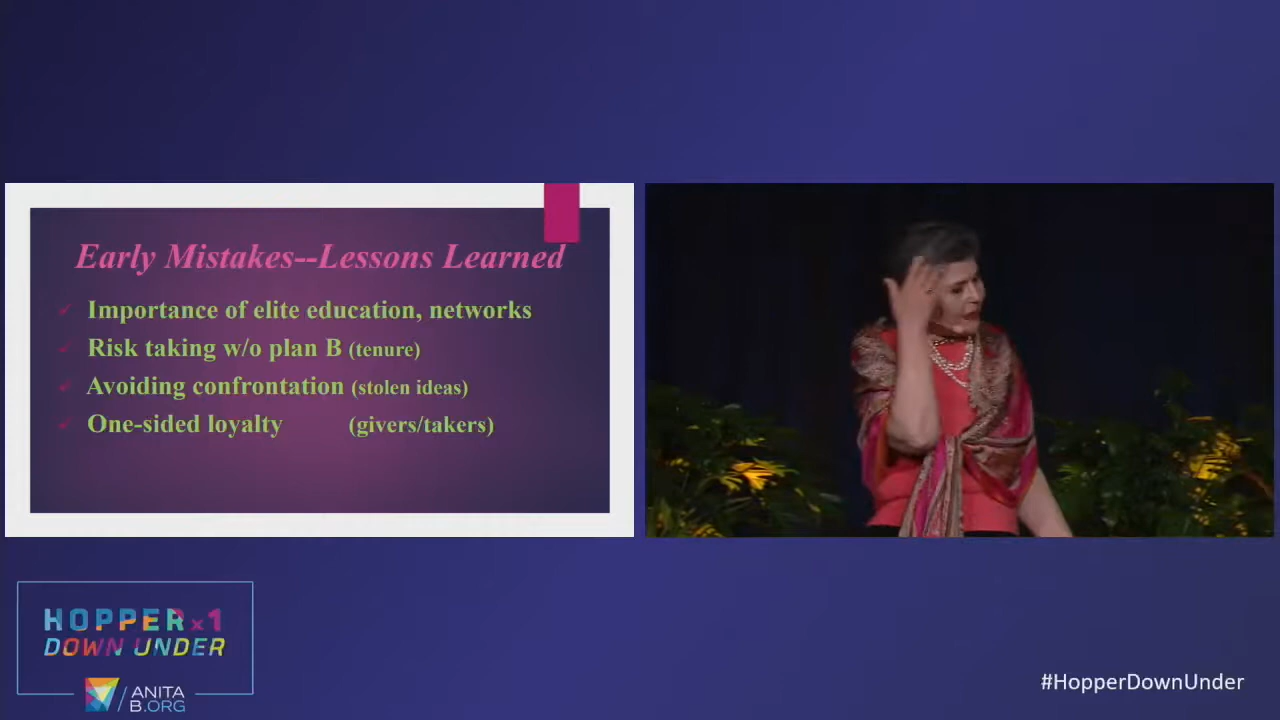 Early Mistakes--Lessons Learned
Importance of elite education, networks
Risk taking w/o plan B (tenure)
Avoiding confrontation (stolen ideas)
One-sided loyalty (givers/takers)
HOPPER x1
DOWN UNDER
ANITA
B.ORG
#HopperDownUnder